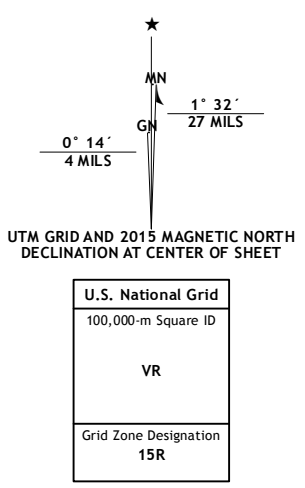 ★
MN
1° 32´
27 MILS
GN
0° 14´
4 MILS
UTM GRID AND 2015 MAGNETIC NORTH
DECLINATION AT CENTER OF SHEET
U.S. National Grid
100,000-m Square ID
VR
Grid Zone Designation
15R